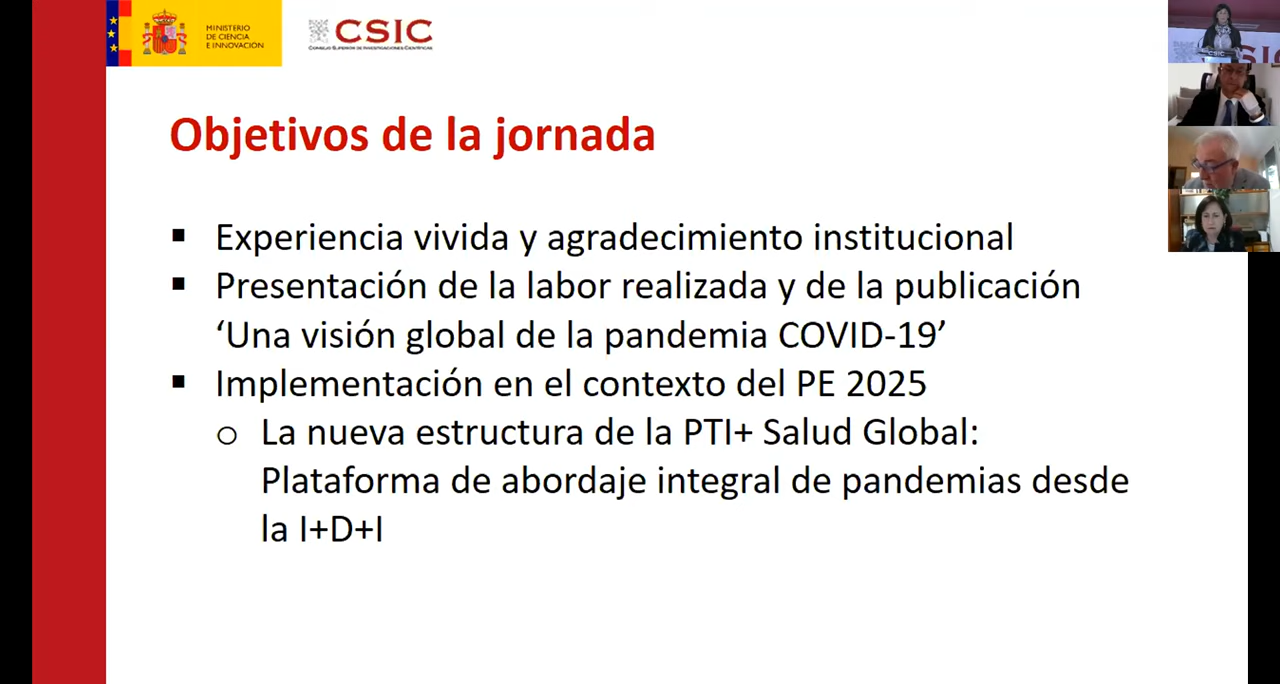 MINISTERIO
DE CIENCIA
E INNOVACIÓN
CSIC
CONSEJO SUPERIOR DE INVESTIGACIONES CIENTÍFICAS
Objetivos de la jornada
▪ Experiencia vivida y agradecimiento institucional
▪ Presentación de la labor realizada y de la publicación
‘Una visión global de la pandemia COVID-19’
▪ Implementación en el contexto del PE 2025
o La nueva estructura de la PTI+ Salud Global:
Plataforma de abordaje integral de pandemias desde
la I+D+I
CSIC